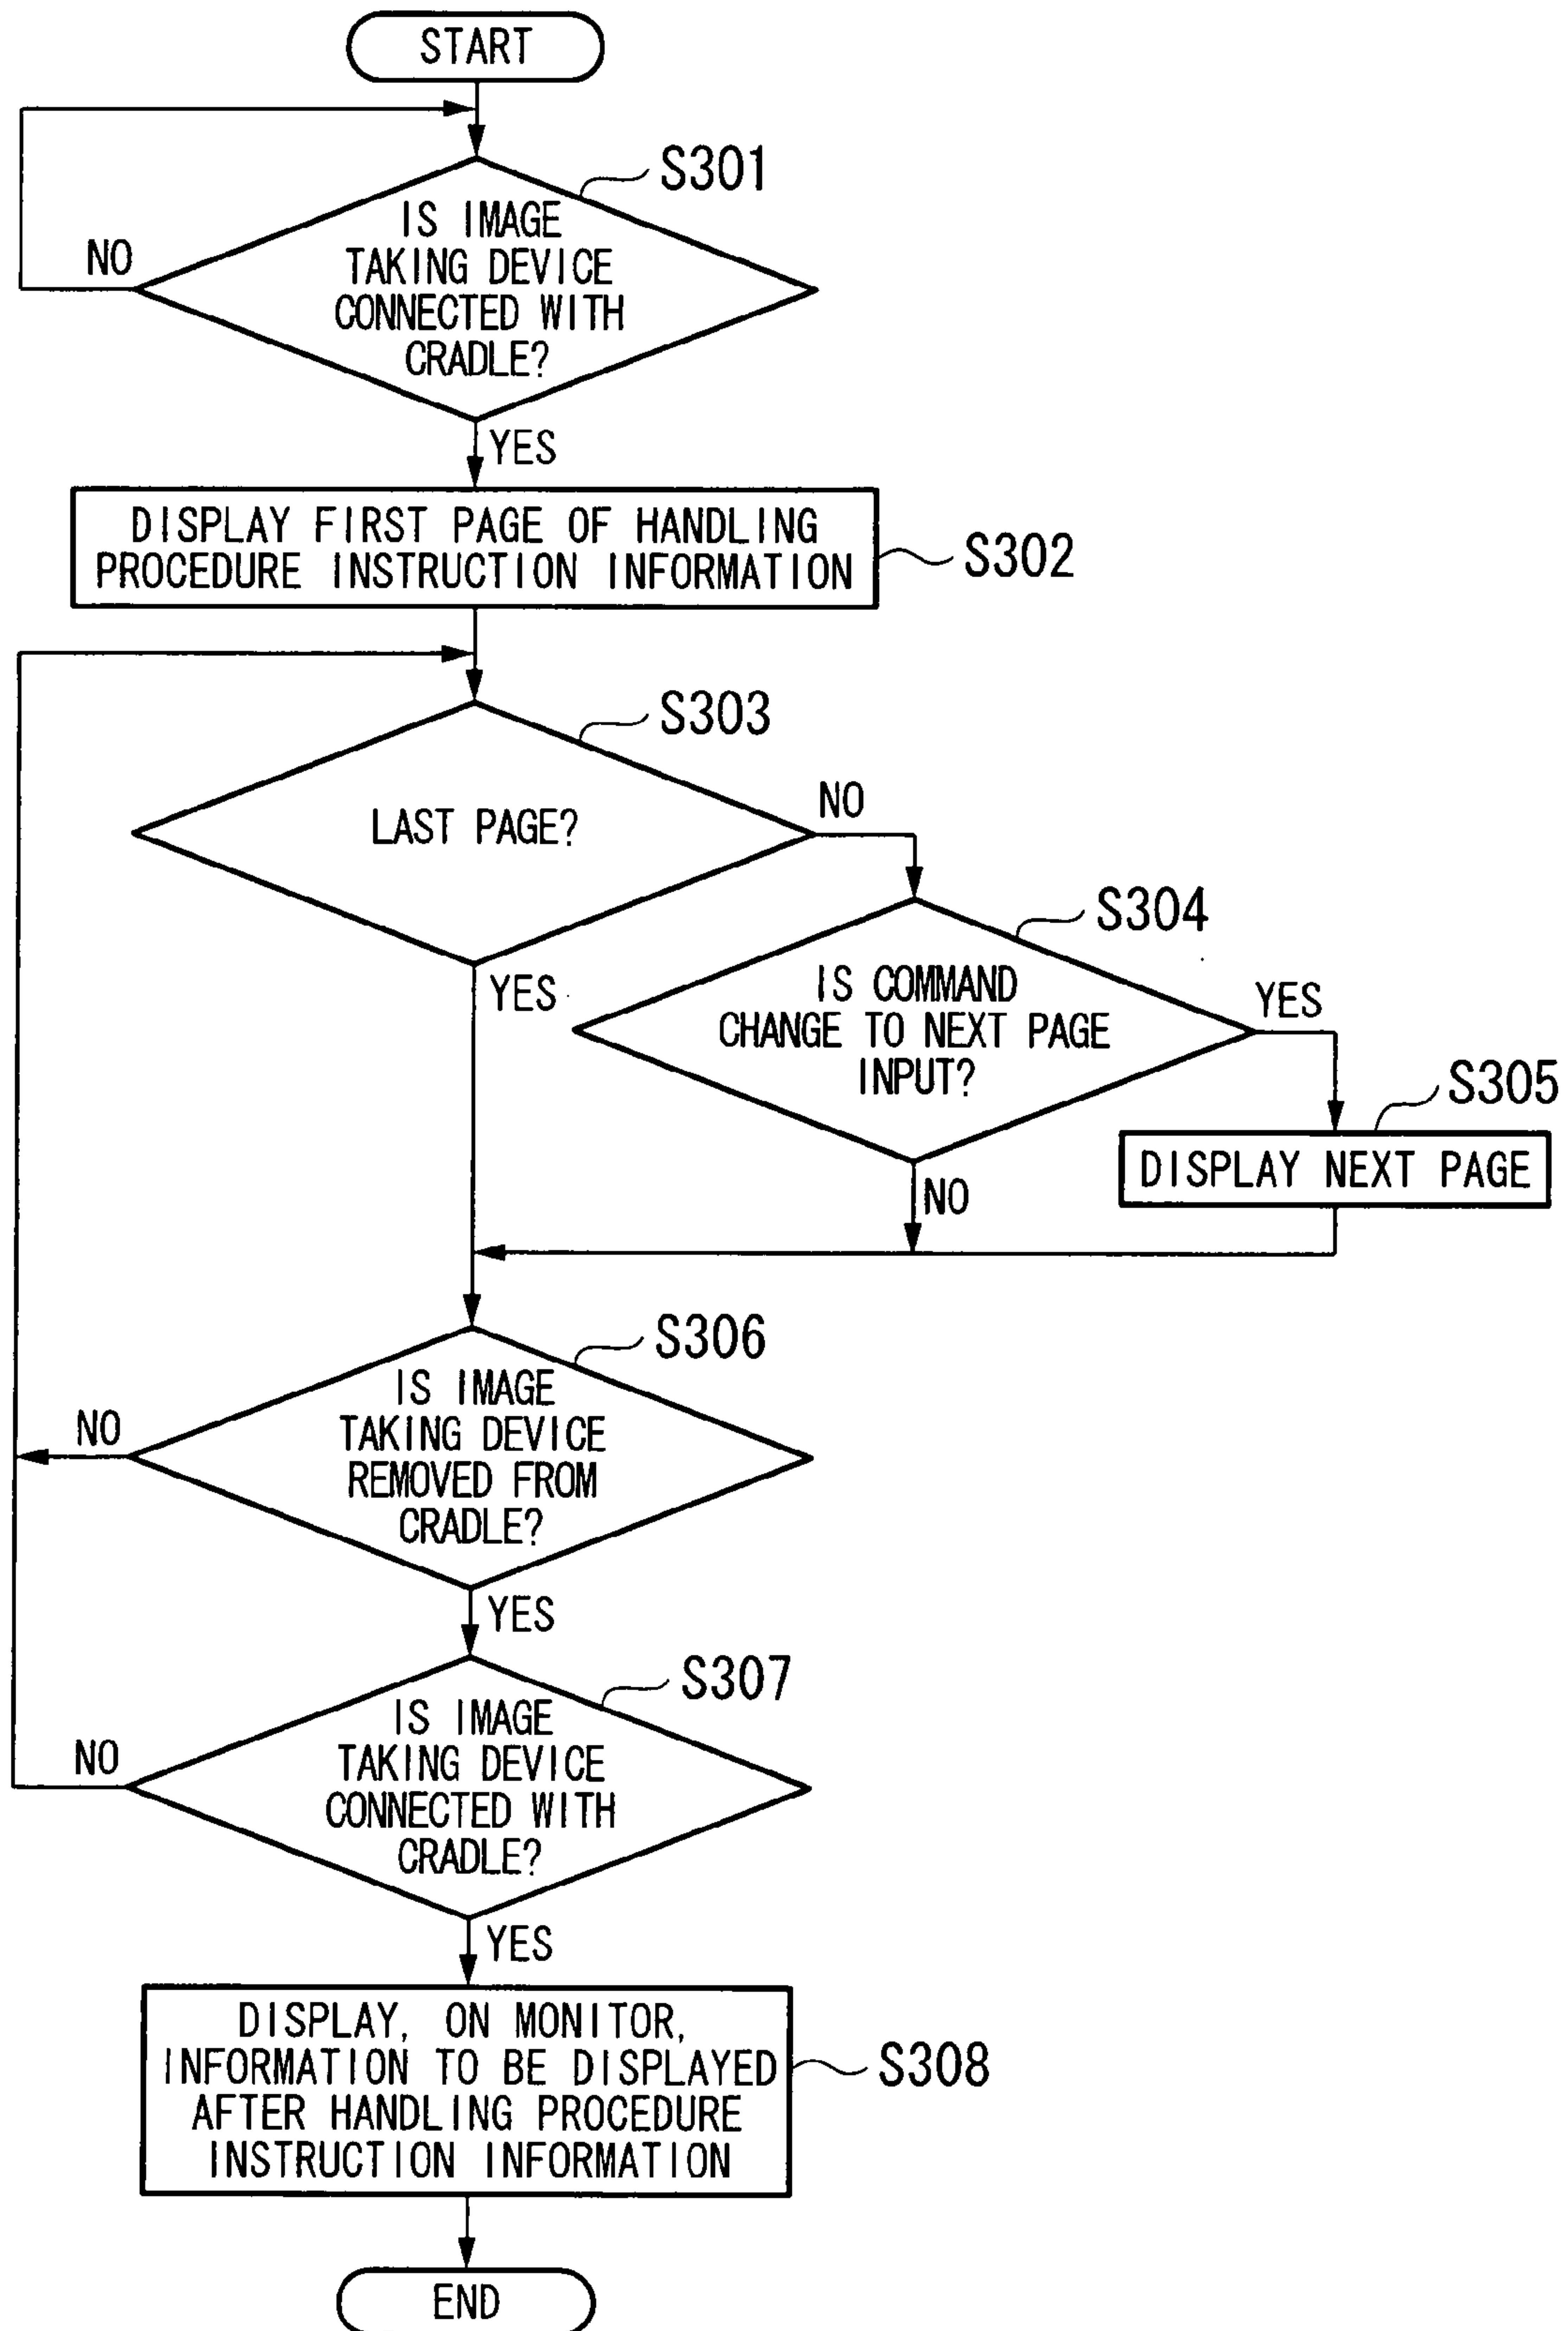 START
S301
IS IMAGE
TAKING DEVICE
CONNECTED WITH
CRADLE?
NO
YES
DISPLAY FIRST PAGE OF HANDLING
PROCEDURE INSTRUCTION INFORMATION
S302
S303
LAST PAGE?
NO
YES
S304
IS COMMAND
CHANGE TO NEXT PAGE
INPUT?
YES
NO
S305
DISPLAY NEXT PAGE
S306
IS IMAGE
TAKING DEVICE
REMOVED FROM
CRADLE?
NO
YES
S307
IS IMAGE
TAKING DEVICE
CONNECTED WITH
CRADLE?
NO
YES
DISPLAY, ON MONITOR,
INFORMATION TO BE DISPLAYED
AFTER HANDLING PROCEDURE
INSTRUCTION INFORMATION
S308
END